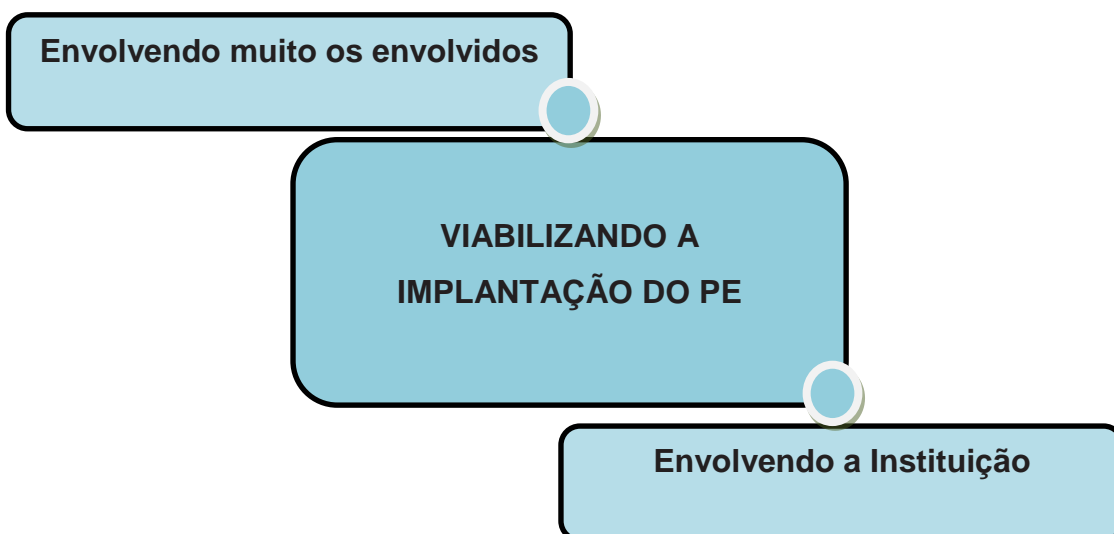 Envolvendo muito os envolvidos
VIABILIZANDO A
IMPLANTAÇÃO DO PE
Envolvendo a Instituição